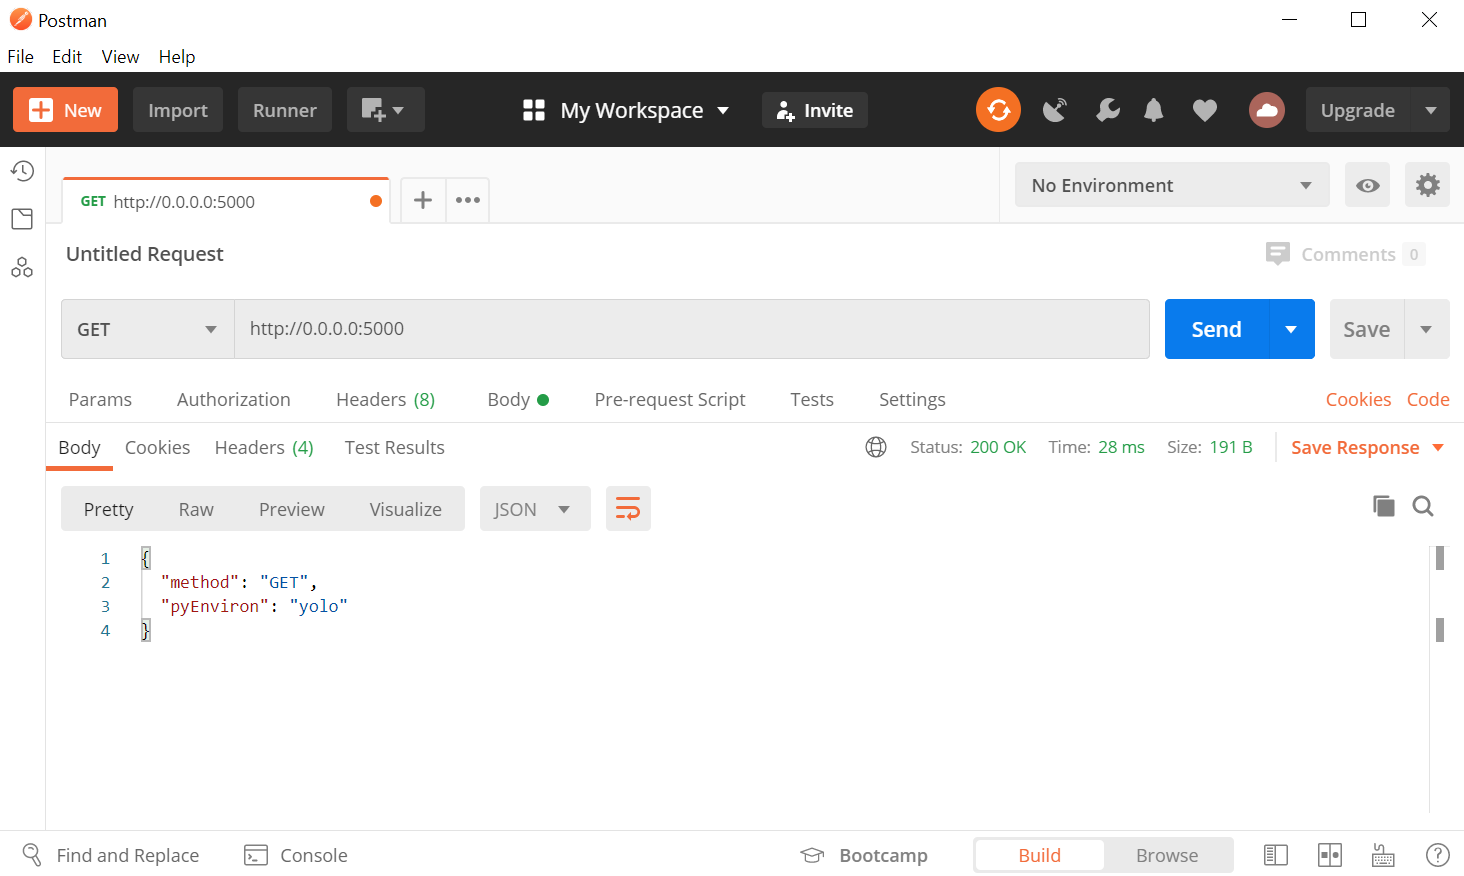 Postman
File Edit View Help
New Import Runner My Workspace Invite Upgrade
GET http://0.0.0.0:5000 No Environment
Untitled Request Comments 0
GET http://0.0.0.0:5000 Send Save
Params Authorization Headers (8) Body Pre-request Script Tests Settings Cookies Code
Body Cookies Headers (4) Test Results Status: 200 OK Time: 28 ms Size: 191 B Save Response
Pretty Raw Preview Visualize JSON
1 {
2 "method": "GET",
3 "pyEnviron": "yolo"
4 }
Find and Replace Console Bootcamp Build Browse